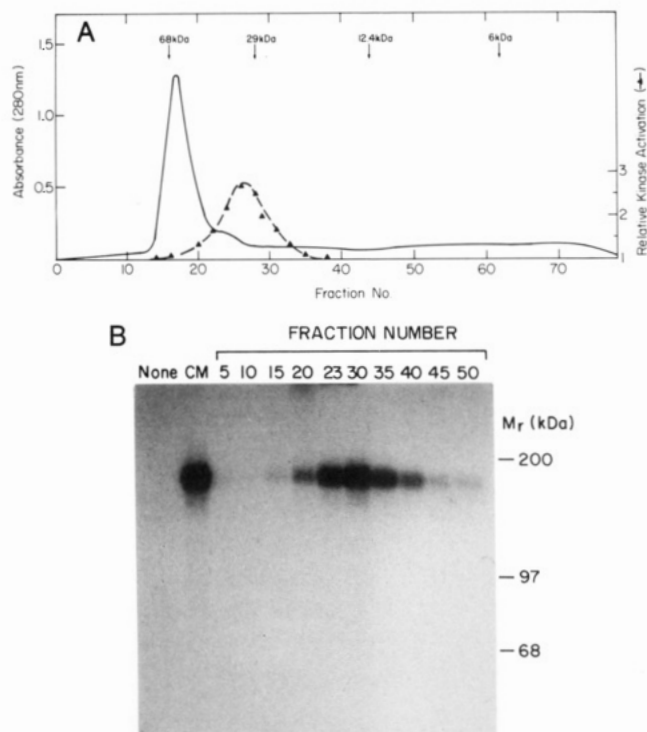 A
68kDa 29kDa 12.4kDa 6kDa
Absorbance (280nm)
1.5
1.0
0.5
Relative Kinase Activation (-▲-)
3
2
1
0 10 20 30 40 50 60 70
Fraction No.
B
FRACTION NUMBER
None CM 5 10 15 20 23 30 35 40 45 50
Mr (kDa)
200
97
68